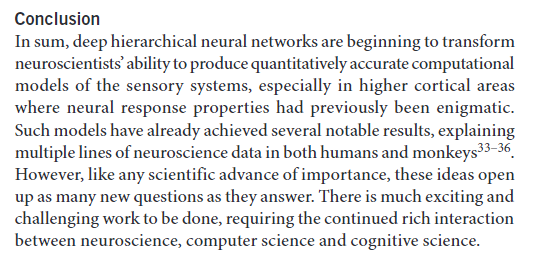 Conclusion
In sum, deep hierarchical neural networks are beginning to transform
neuroscientists’ ability to produce quantitatively accurate computational
models of the sensory systems, especially in higher cortical areas
where neural response properties had previously been enigmatic.
Such models have already achieved several notable results, explaining
multiple lines of neuroscience data in both humans and monkeys33–36.
However, like any scientific advance of importance, these ideas open
up as many new questions as they answer. There is much exciting and
challenging work to be done, requiring the continued rich interaction
between neuroscience, computer science and cognitive science.